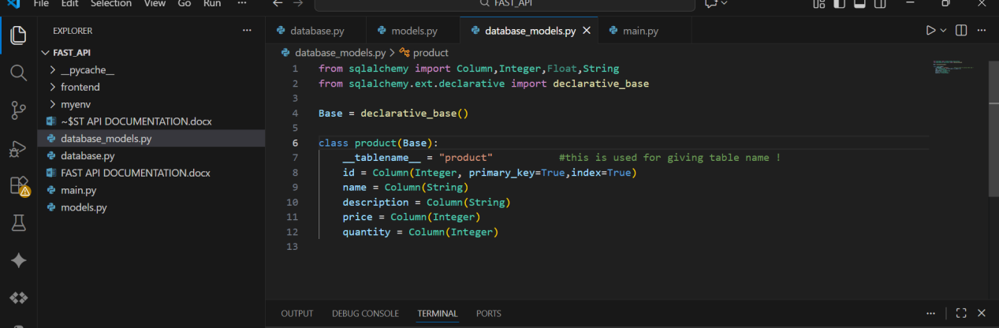 File Edit Selection View Go Run ···
FAST_API
EXPLORER ···
FAST_API
__pycache__
frontend
myenv
~$ST API DOCUMENTATION.docx
database_models.py
database.py
FAST API DOCUMENTATION.docx
main.py
models.py
database.py models.py database_models.py main.py
database_models.py > product
1 from sqlalchemy import Column,Integer,Float,String
2 from sqlalchemy.ext.declarative import declarative_base
3
4 Base = declarative_base()
5
6 class product(Base):
7 __tablename__ = "product" #this is used for giving table name !
8 id = Column(Integer, primary_key=True,index=True)
9 name = Column(String)
10 description = Column(String)
11 price = Column(Integer)
12 quantity = Column(Integer)
13
OUTPUT DEBUG CONSOLE TERMINAL PORTS